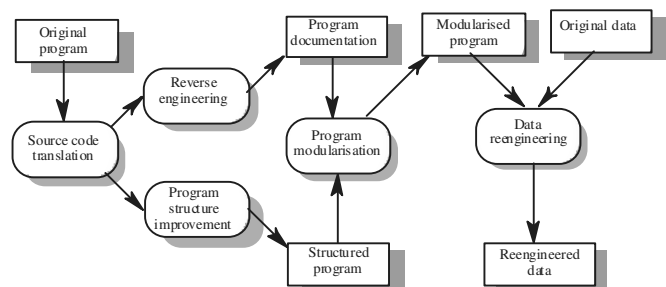 Original
program
Program
documentation
Modularised
program
Original data
Reverse
engineering
Source code
translation
Program
modularisation
Data
reengineering
Program
structure
improvement
Structured
program
Reengineered
data